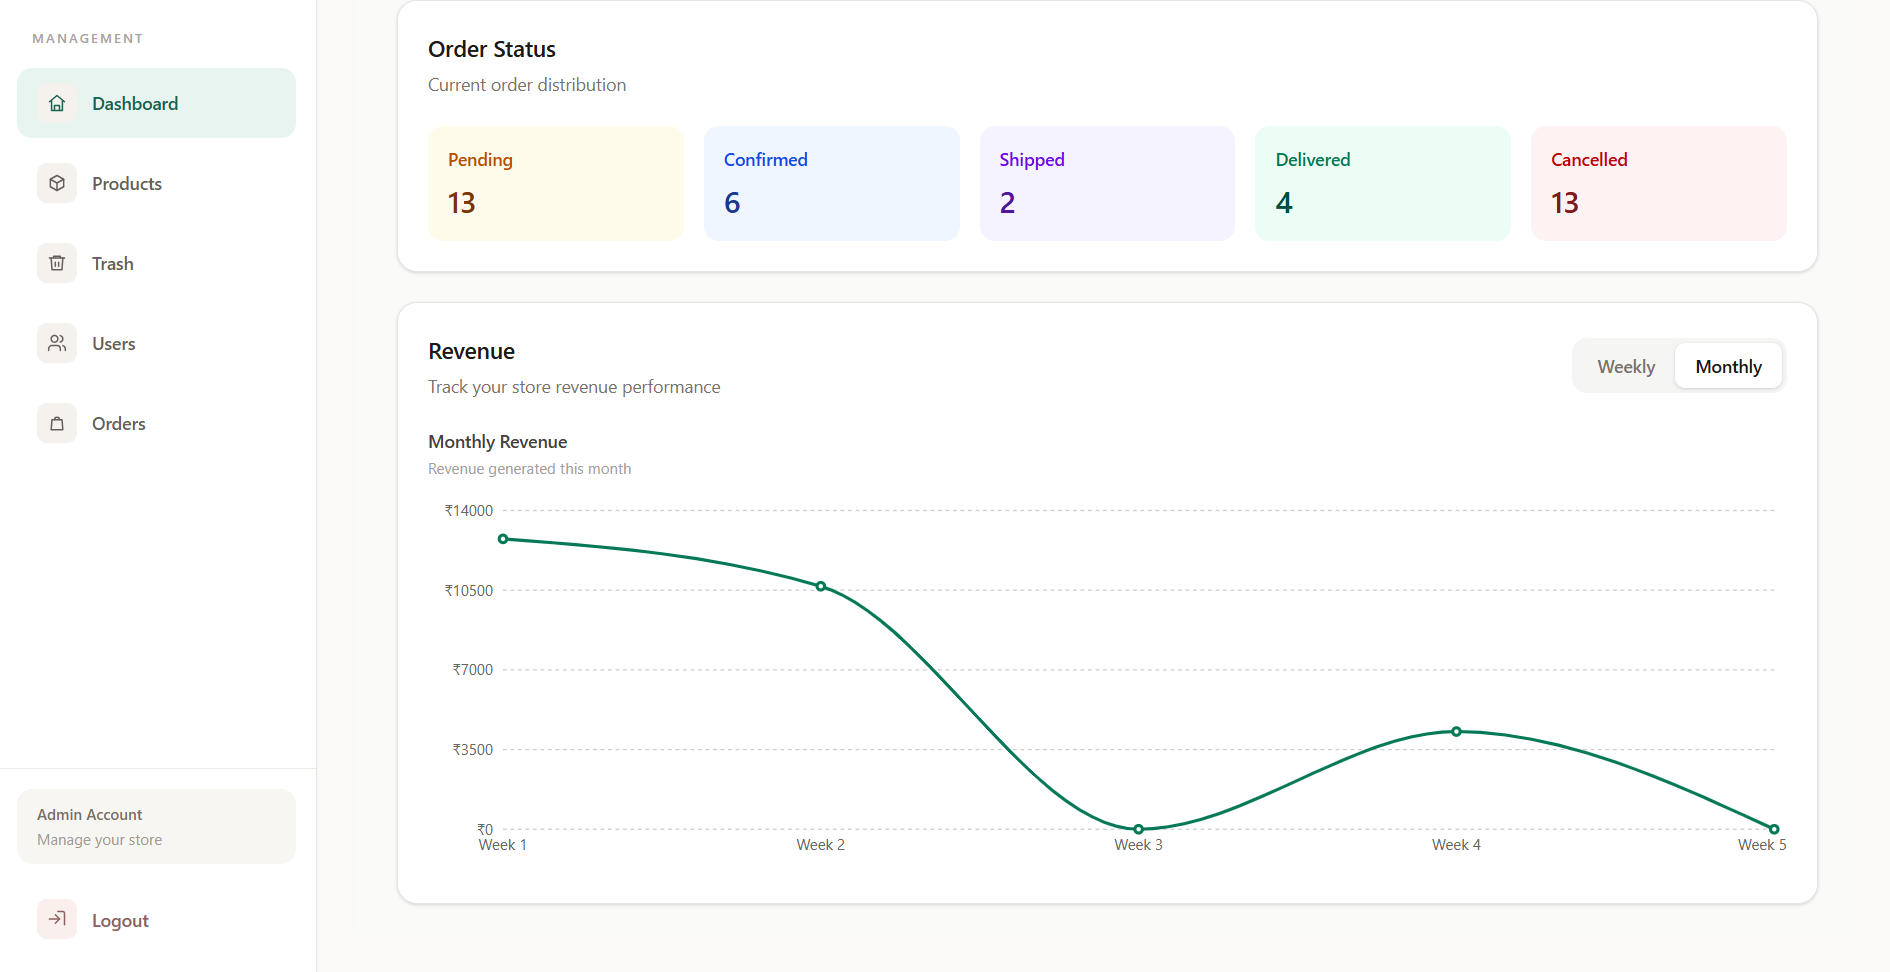 MANAGEMENT
Dashboard
Products
Trash
Users
Orders
Admin Account
Manage your store
Logout
Order Status
Current order distribution
Pending
13
Confirmed
6
Shipped
2
Delivered
4
Cancelled
13
Revenue
Track your store revenue performance
Weekly
Monthly
Monthly Revenue
Revenue generated this month
₹14000
₹10500
₹7000
₹3500
₹0
Week 1
Week 2
Week 3
Week 4
Week 5